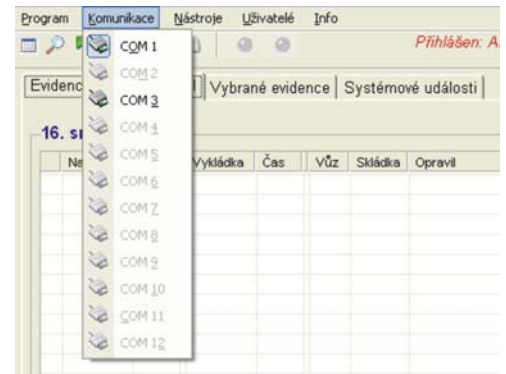 Program Komunikace Nástroje Uživatelé Info
Přihlášen: A
COM 1
COM 2
COM 3
COM 4
COM 5
COM 6
COM 7
COM 8
COM 9
COM 10
COM 11
COM 12
Evidenc Vybrané evidence Systémové události
16. s
Na Vykládka Čas Vůz Skládka Opravil